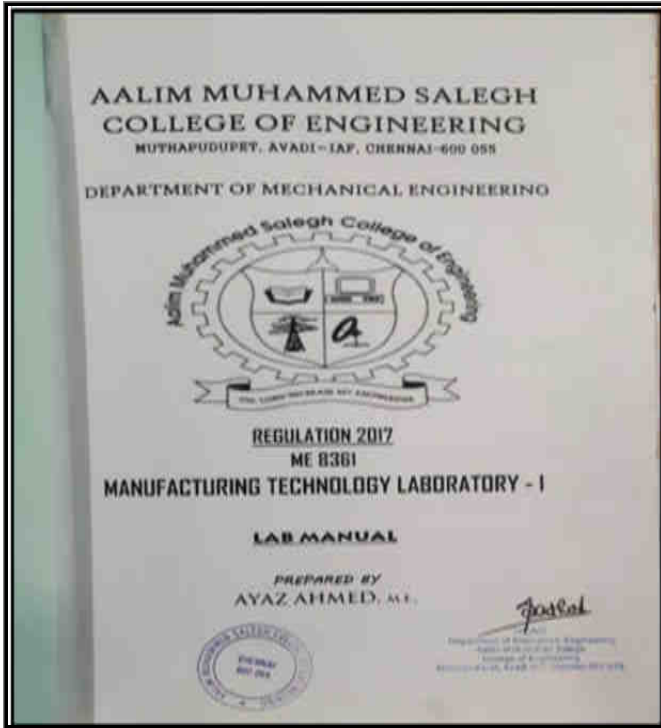 AALIM MUHAMMED SALEGH
COLLEGE OF ENGINEERING
MUTHAPUDUPET, AVADI-IAF, CHENNAI-600 055
DEPARTMENT OF MECHANICAL ENGINEERING
Aalim Muhammed Salegh College of Engineering
REGULATION 2017
ME 8361
MANUFACTURING TECHNOLOGY LABORATORY - I
LAB MANUAL
PREPARED BY
AYAZ AHMED, M.E.